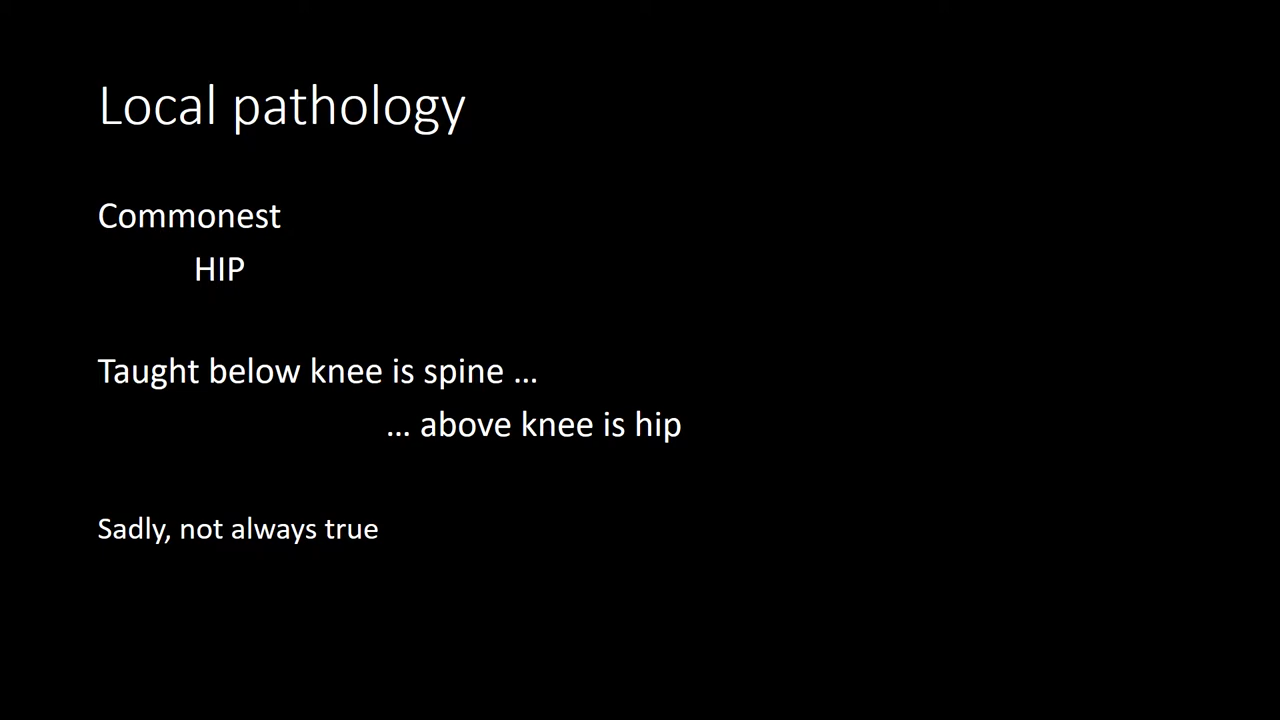 Local pathology
Commonest
HIP
Taught below knee is spine ...
... above knee is hip
Sadly, not always true